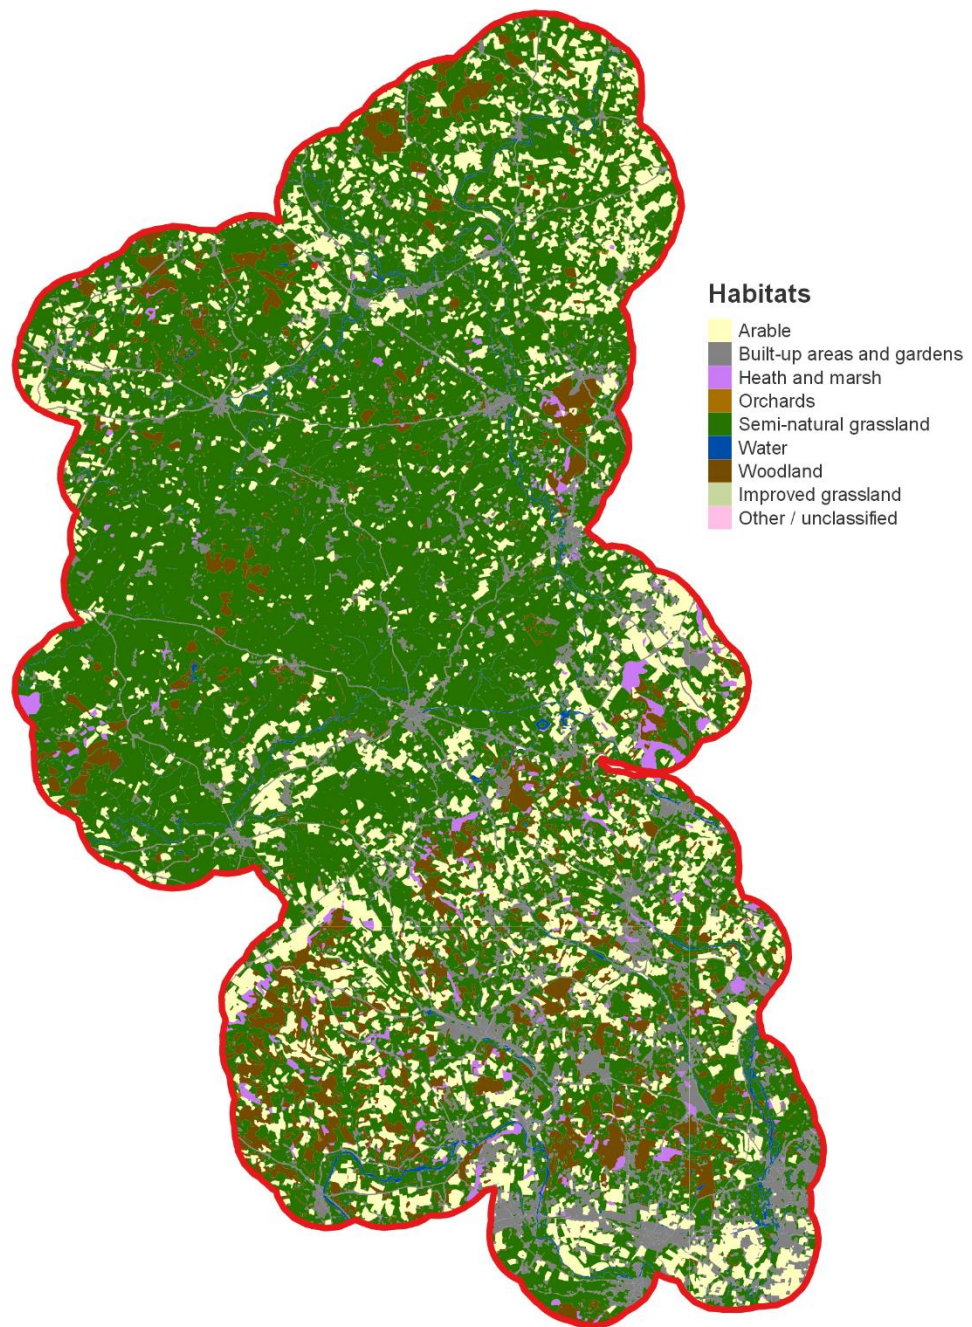 Habitats
Arable
Built-up areas and gardens
Heath and marsh
Orchards
Semi-natural grassland
Water
Woodland
Improved grassland
Other / unclassified